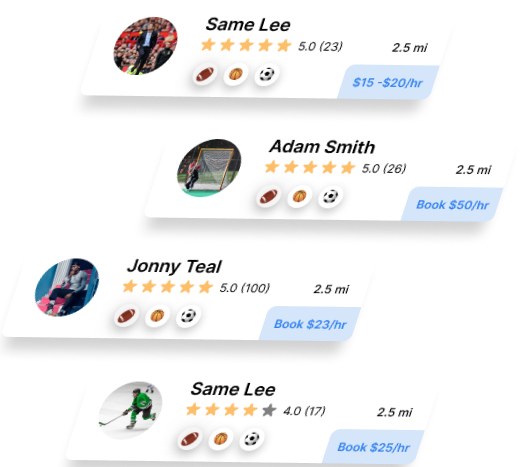 Same Lee
5.0 (23)
2.5 mi
$15 -$20/hr
Adam Smith
5.0 (26)
2.5 mi
Book $50/hr
Jonny Teal
5.0 (100)
2.5 mi
Book $23/hr
Same Lee
4.0 (17)
2.5 mi
Book $25/hr